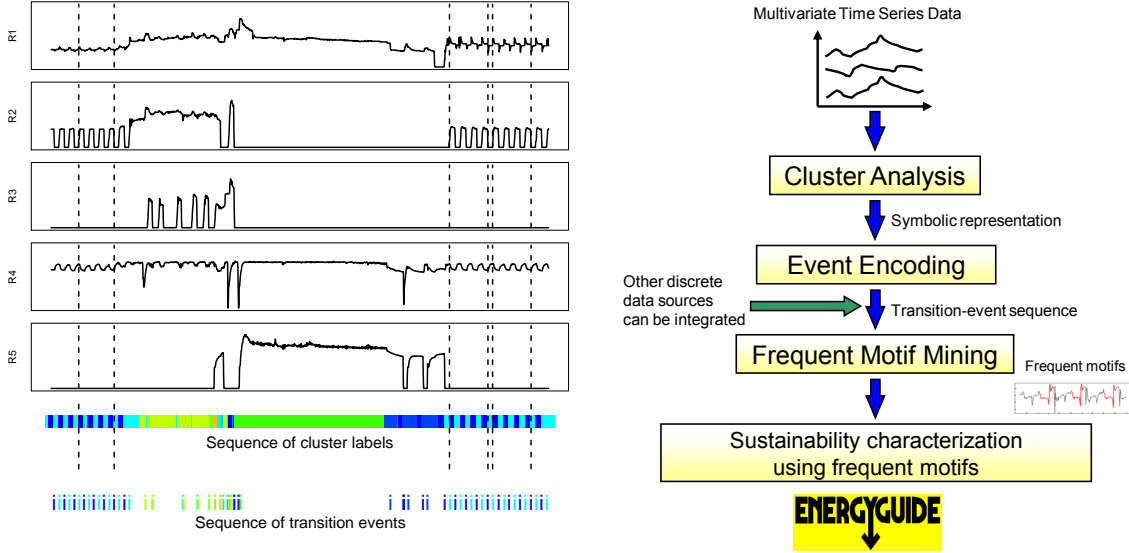 R1
R2
R3
R4
R5
Sequence of cluster labels
Sequence of transition events
Multivariate Time Series Data
Cluster Analysis
Symbolic representation
Event Encoding
Other discrete
data sources
can be integrated
Transition-event sequence
Frequent Motif Mining
Frequent motifs
Sustainability characterization
using frequent motifs
ENERGYGUIDE